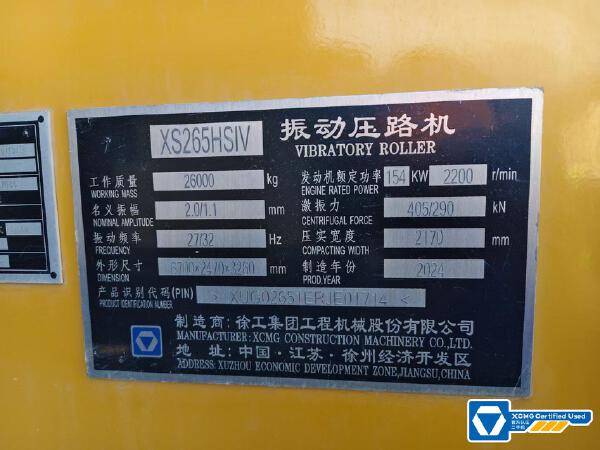 XS265HSIV 振动压路机
VIBRATORY ROLLER
工作质量 26000 kg 发动机额定功率 154 KW 2200 r/min
WORKING MASS ENGINE RATED POWER
名义振幅 2.0/1.1 mm 激振力 405/290 kN
NOMINAL AMPLITUDE CENTRIFUGAL FORCE
振动频率 27/32 Hz 压实宽度 2170 mm
FREQUENCY COMPACTING WIDTH
外形尺寸 mm 制造年份 2024
DIMENSION PROD.YEAR
产品识别代码(PIN)
PRODUCT IDENTIFICATION NUMBER
制造商: 徐工集团工程机械股份有限公司
MANUFACTURER: XCMG CONSTRUCTION MACHINERY CO.,LTD.
地 址: 中国·江苏·徐州经济开发区
ADDRESS: XUZHOU ECONOMIC DEVELOPMENT ZONE,JIANGSU,CHINA
XCMG Certified Used
官方认证
二手机